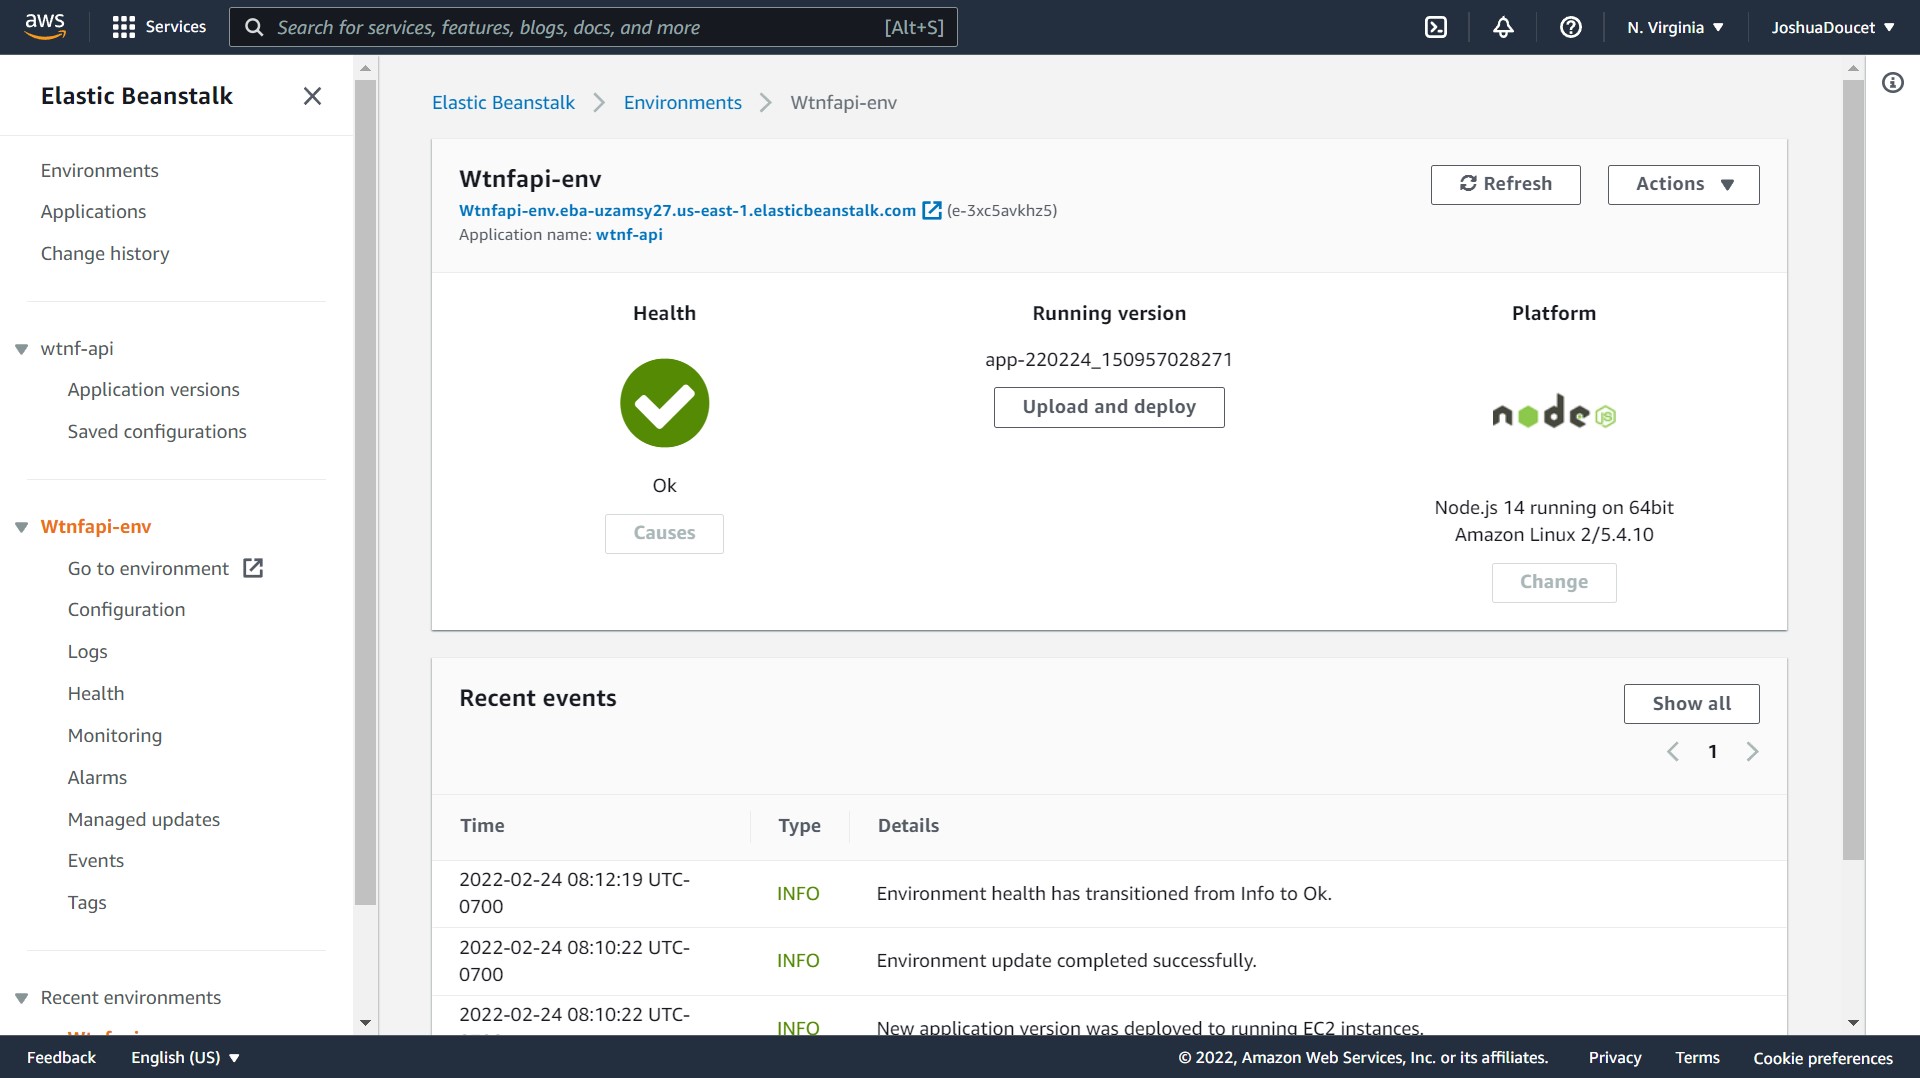 aws
Services
Search for services, features, blogs, docs, and more [Alt+S]
N. Virginia
JoshuaDoucet
Elastic Beanstalk
Environments
Applications
Change history
wtnf-api
Application versions
Saved configurations
Wtnfapi-env
Go to environment
Configuration
Logs
Health
Monitoring
Alarms
Managed updates
Events
Tags
Recent environments
Elastic Beanstalk
Environments
Wtnfapi-env
Wtnfapi-env
Wtnfapi-env.eba-uzamsy27.us-east-1.elasticbeanstalk.com (e-3xc5avkhz5)
Application name: wtnf-api
Refresh
Actions
Health
Ok
Causes
Running version
app-220224_150957028271
Upload and deploy
Platform
node JS
Node.js 14 running on 64bit
Amazon Linux 2/5.4.10
Change
Recent events
Show all
1
Time Type Details
2022-02-24 08:12:19 UTC-
0700
INFO
Environment health has transitioned from Info to Ok.
2022-02-24 08:10:22 UTC-
0700
INFO
Environment update completed successfully.
2022-02-24 08:10:22 UTC-
INFO
New application version was deployed to running EC2 instances.
Feedback
English (US)
© 2022, Amazon Web Services, Inc. or its affiliates.
Privacy
Terms
Cookie preferences